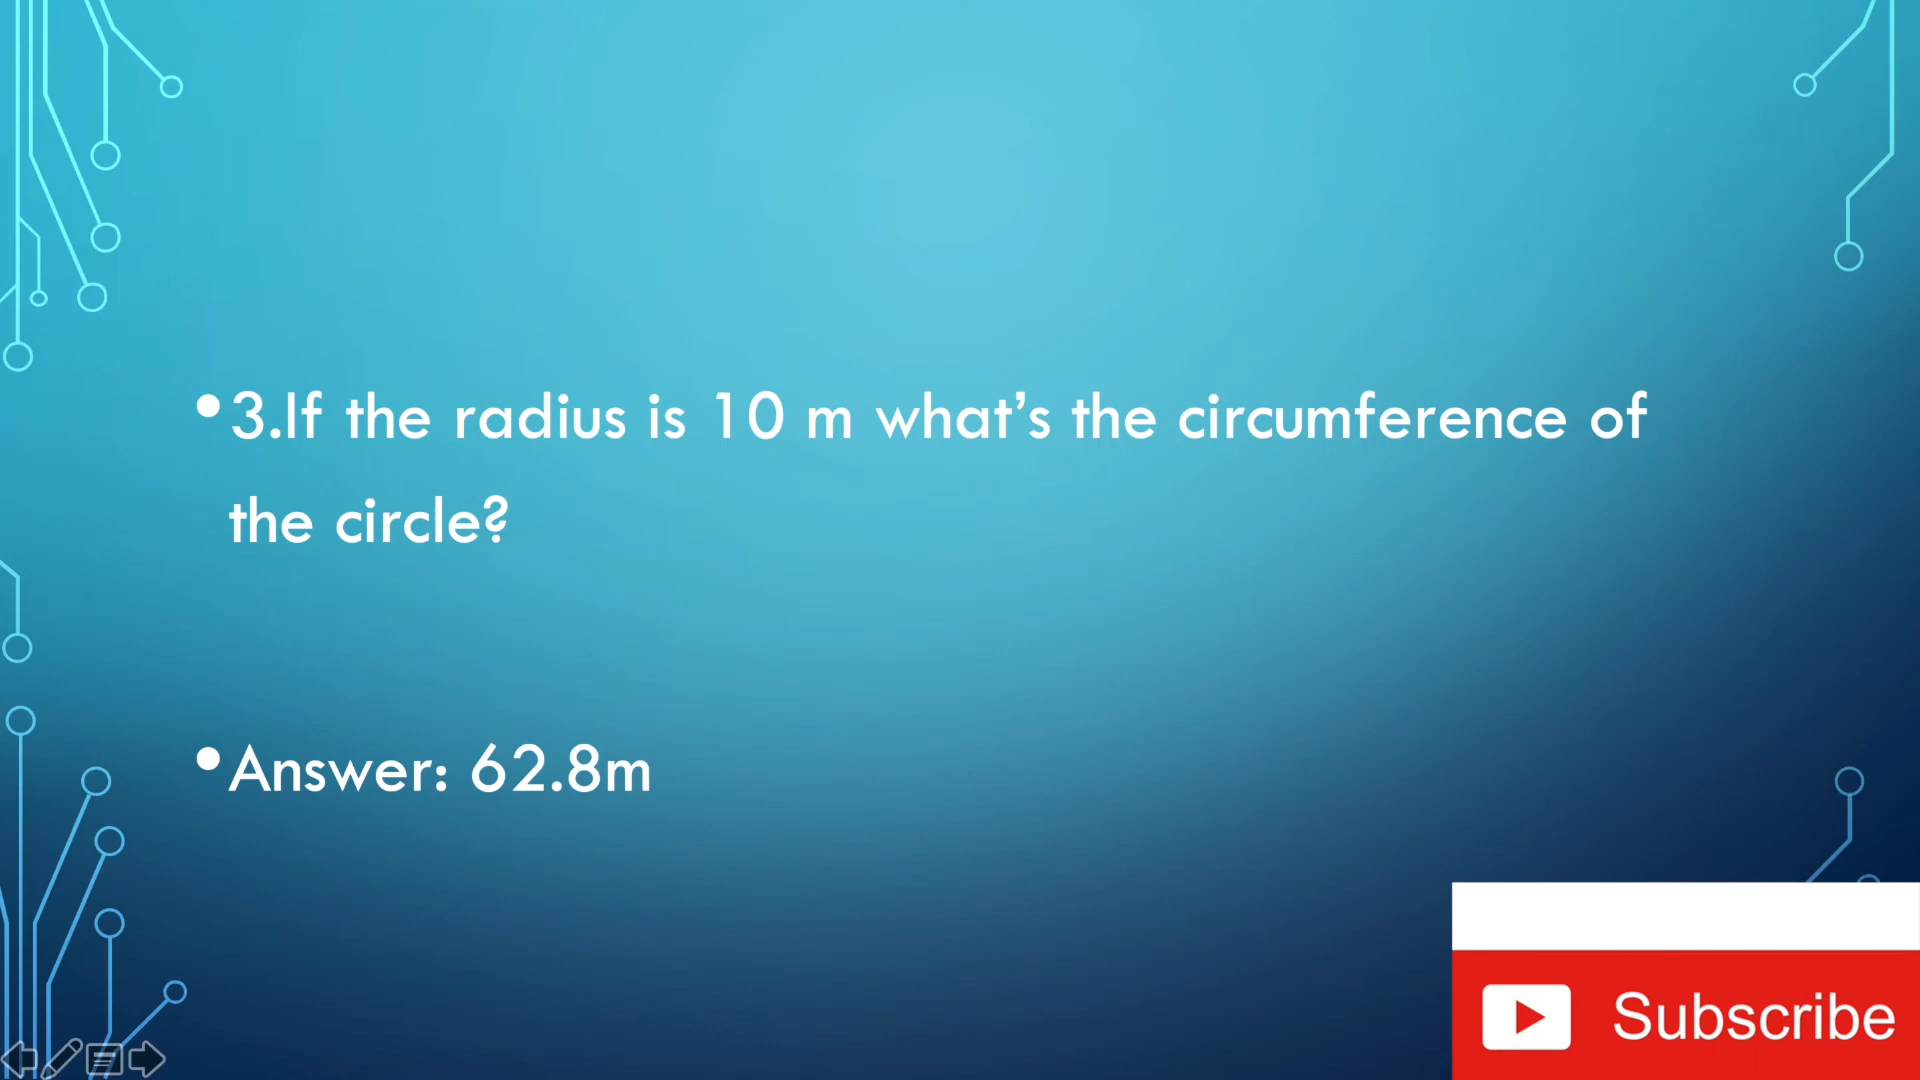 •3.If the radius is 10 m what’s the circumference of
the circle?
•Answer: 62.8m
Subscribe